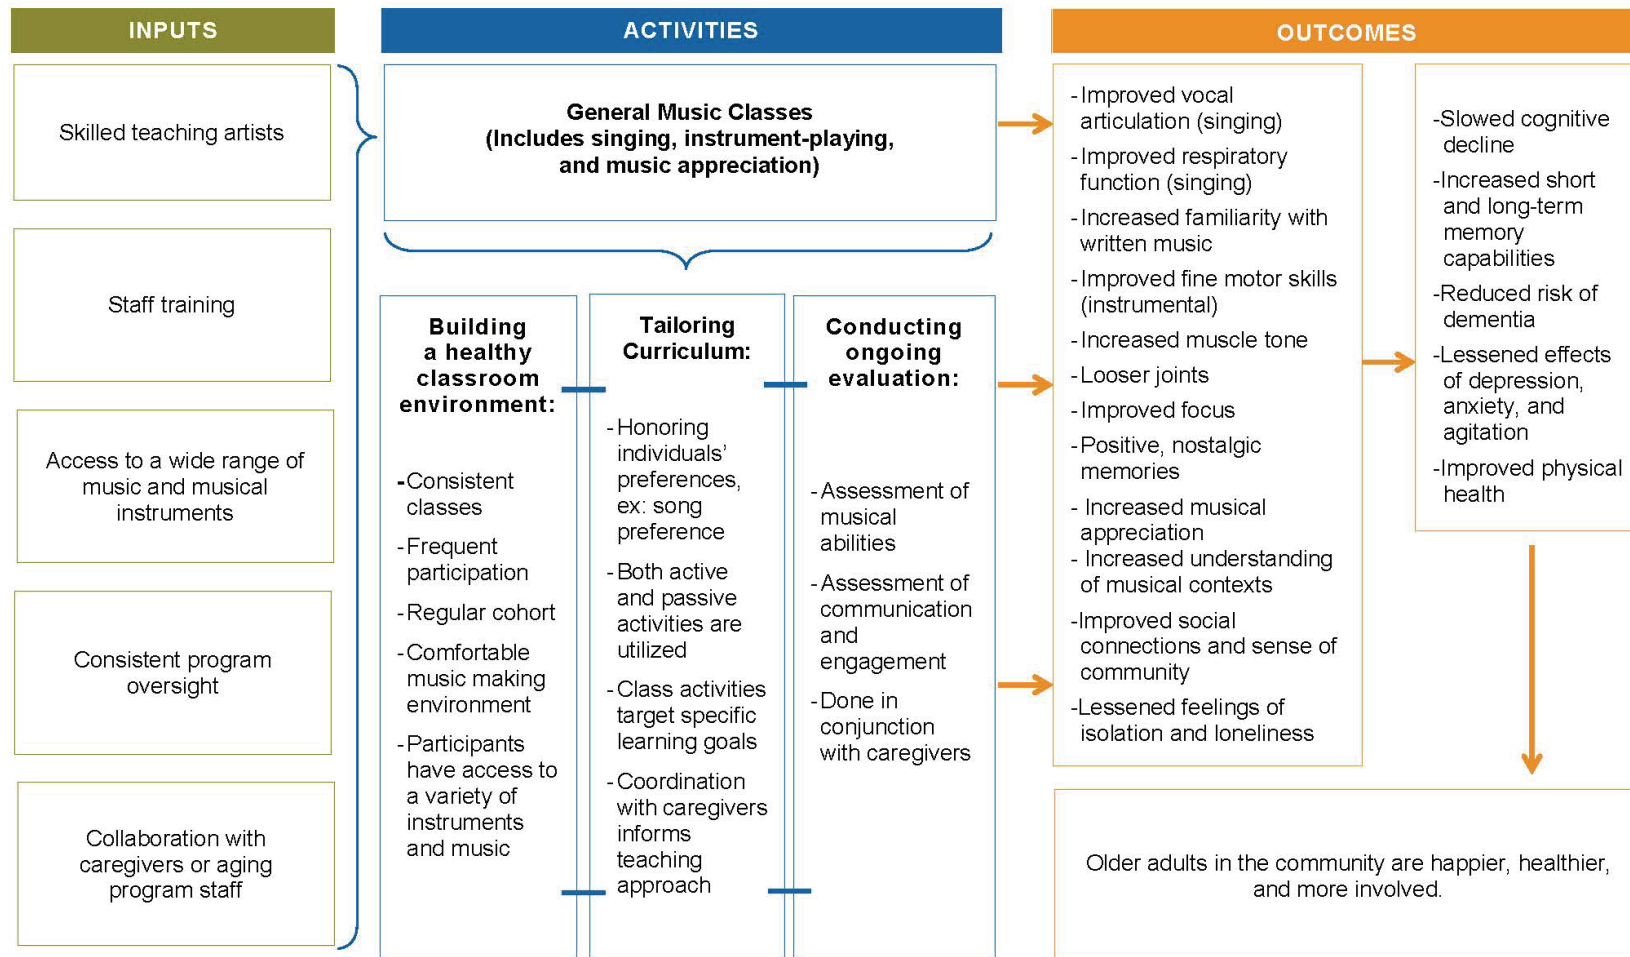 INPUTS
Skilled teaching artists
Staff training
Access to a wide range of
music and musical
instruments
Consistent program
oversight
Collaboration with
caregivers or aging
program staff
ACTIVITIES
General Music Classes
(Includes singing, instrument-playing,
and music appreciation)
Building
a healthy
classroom
environment:
-Consistent
classes
-Frequent
participation
-Regular cohort
-Comfortable
music making
environment
-Participants
have access to
a variety of
instruments
and music
Tailoring
Curriculum:
-Honoring
individuals’
preferences,
ex: song
preference
-Both active
and passive
activities are
utilized
-Class activities
target specific
learning goals
-Coordination
with caregivers
informs
teaching
approach
Conducting
ongoing
evaluation:
-Assessment of
musical
abilities
-Assessment of
communication
and
engagement
-Done in
conjunction
with caregivers
OUTCOMES
-Improved vocal
articulation (singing)
-Improved respiratory
function (singing)
-Increased familiarity with
written music
-Improved fine motor skills
(instrumental)
-Increased muscle tone
-Looser joints
-Improved focus
-Positive, nostalgic
memories
- Increased musical
appreciation
- Increased understanding
of musical contexts
-Improved social
connections and sense of
community
-Lessened feelings of
isolation and loneliness
-Slowed cognitive
decline
-Increased short
and long-term
memory
capabilities
-Reduced risk of
dementia
-Lessened effects
of depression,
anxiety, and
agitation
-Improved physical
health
Older adults in the community are happier, healthier,
and more involved.